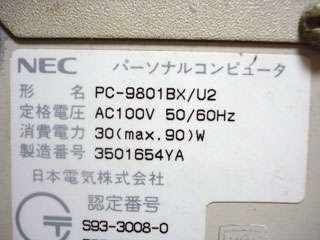 NEC パーソナルコンピュータ
形名 PC-9801BX/U2
定格電圧 AC100V 50/60Hz
消費電力 30(max.90)W
製造番号 3501654YA
日本電気株式会社
認定番号
S93-3008-0